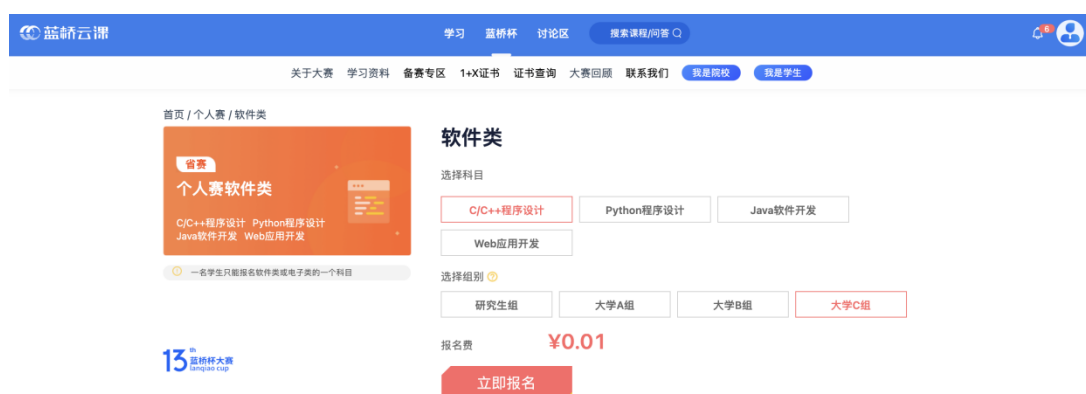 蓝桥云课 学习 蓝桥杯 讨论区 搜索课程/问答 6
关于大赛 学习资料 备赛专区 1+X证书 证书查询 大赛回顾 联系我们 我是院校 我是学生
首页 / 个人赛 / 软件类
省赛
个人赛软件类
C/C++程序设计 Python程序设计
Java软件开发 Web应用开发
一名学生只能报名软件类或电子类的一个科目
13th
蓝桥杯大赛
lanqiao cup
软件类
选择科目
C/C++程序设计 Python程序设计 Java软件开发
Web应用开发
选择组别 ?
研究生组 大学A组 大学B组 大学C组
报名费 ¥0.01
立即报名